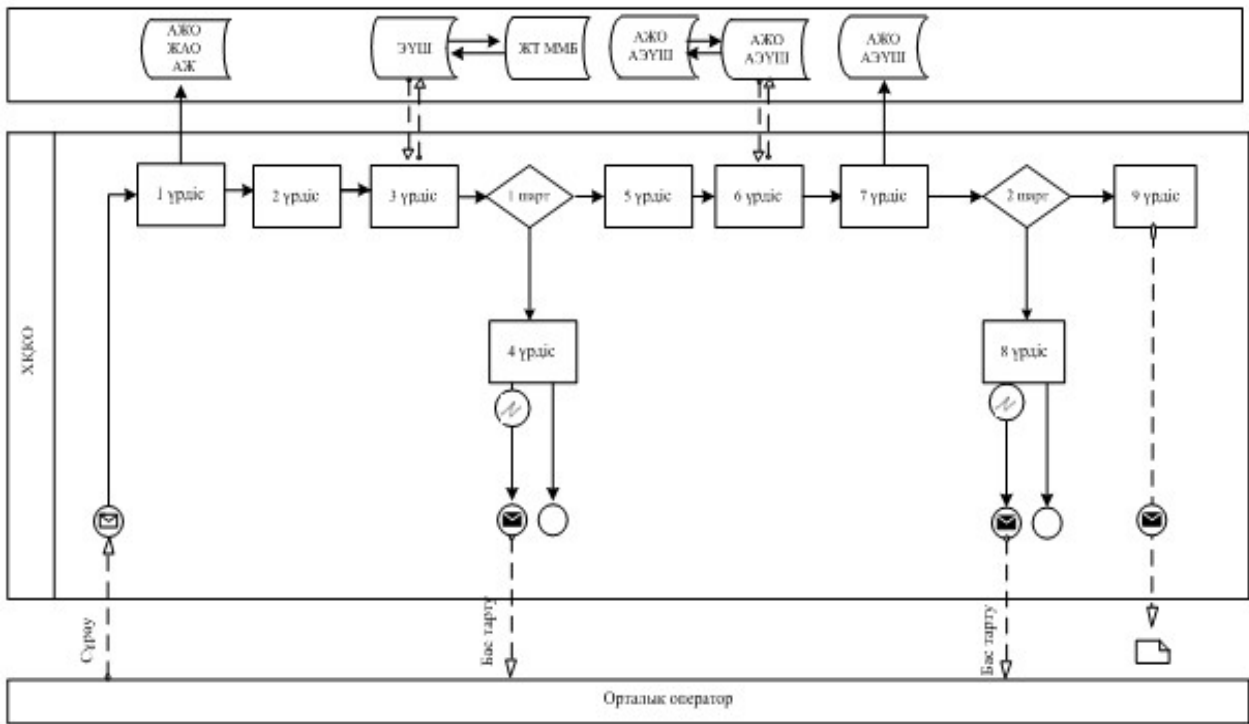 АЖО
ЖАО
АЖ
ЭҮШ
ЖТ ММБ
АЖО
АЭҮШ
АЖО
АЭҮШ
АЖО
АЭҮШ
ХҚКО
1 үрдіс
2 үрдіс
3 үрдіс
1 шарт
5 үрдіс
6 үрдіс
7 үрдіс
2 шарт
9 үрдіс
4 үрдіс
8 үрдіс
Сұрау
Бас тарту
Бас тарту
Орталық оператор